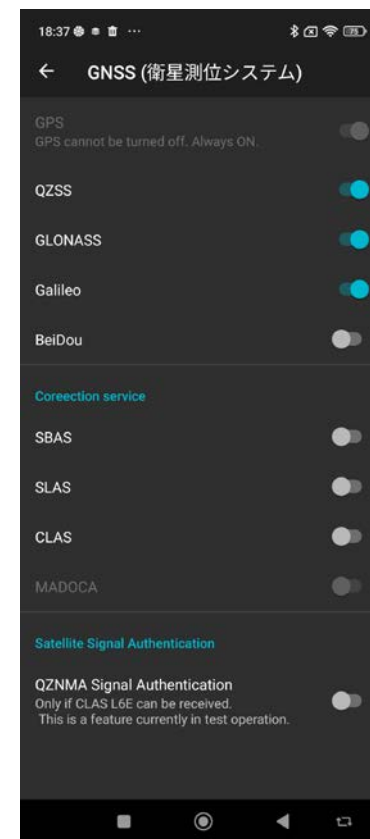 18:37
GNSS (衛星測位システム)
GPS
GPS cannot be turned off. Always ON.
QZSS
GLONASS
Galileo
BeiDou
Coreection service
SBAS
SLAS
CLAS
MADOCA
Satellite Signal Authentication
QZNMA Signal Authentication
Only if CLAS L6E can be received.
This is a feature currently in test operation.